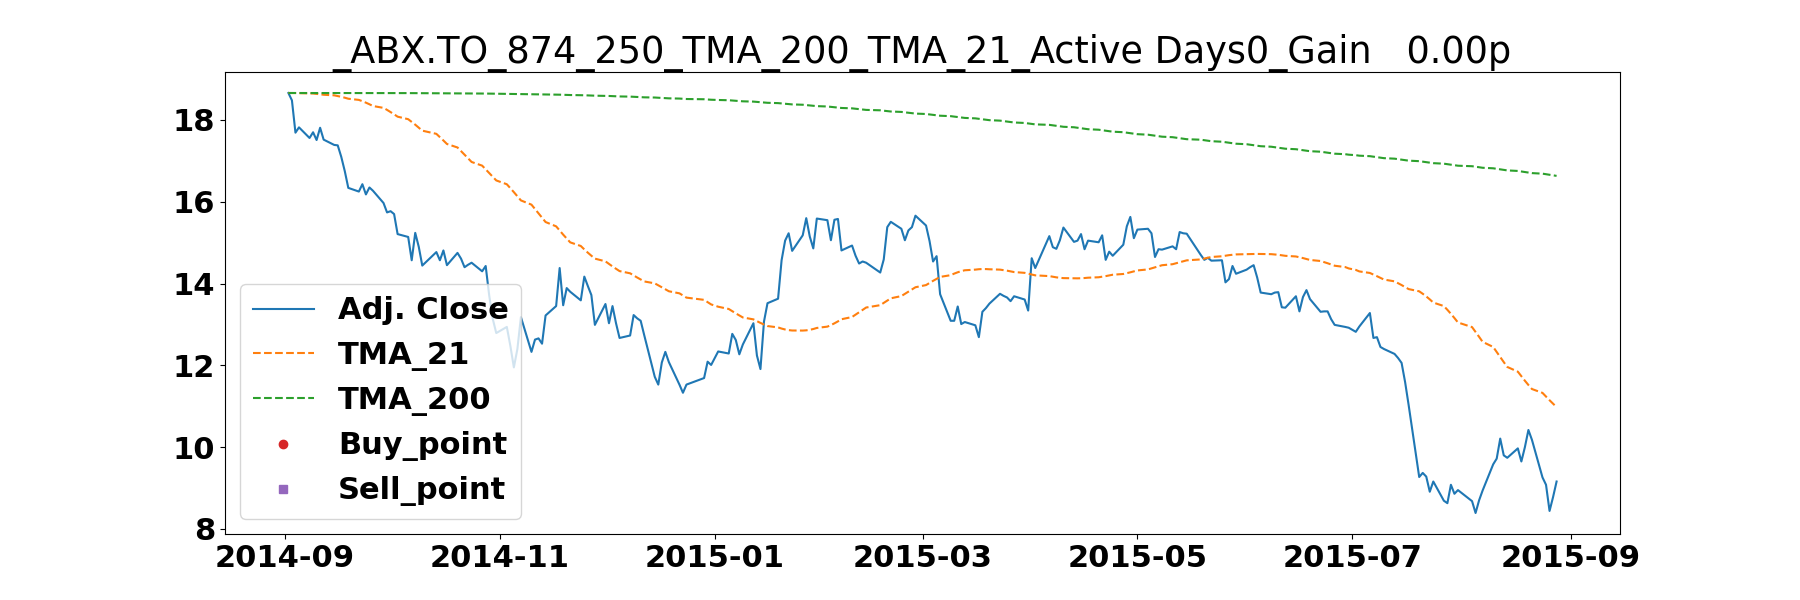 _ABX.TO_874_250_TMA_200_TMA_21_Active Days0_Gain   0.00p
18
16
14
12
10
8
Adj. Close
TMA_21
TMA_200
Buy_point
Sell_point
2014-09 2014-11 2015-01 2015-03 2015-05 2015-07 2015-09